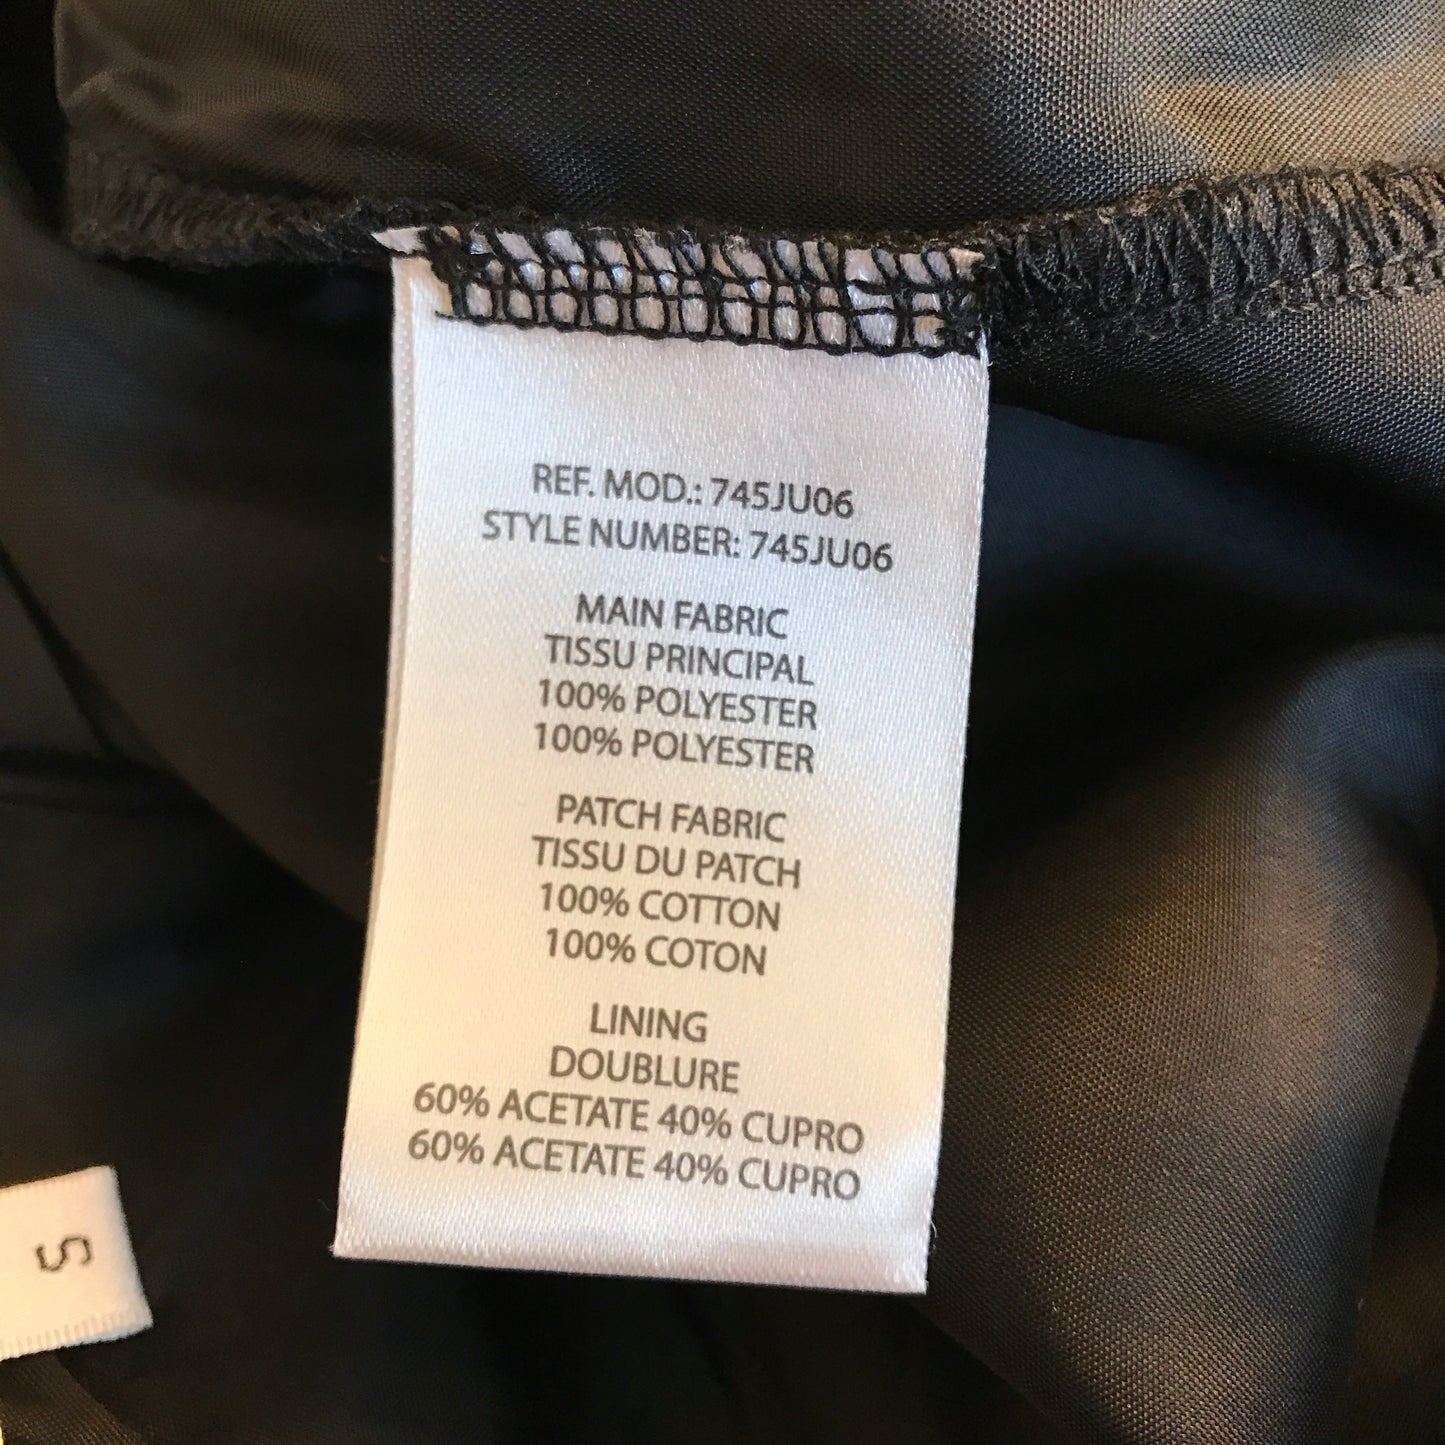 REF. MOD.: 745JU06
STYLE NUMBER: 745JU06
MAIN FABRIC
TISSU PRINCIPAL
100% POLYESTER
100% POLYESTER
PATCH FABRIC
TISSU DU PATCH
100% COTTON
100% COTON
LINING
DOUBLURE
60% ACETATE 40% CUPRO
60% ACETATE 40% CUPRO
S